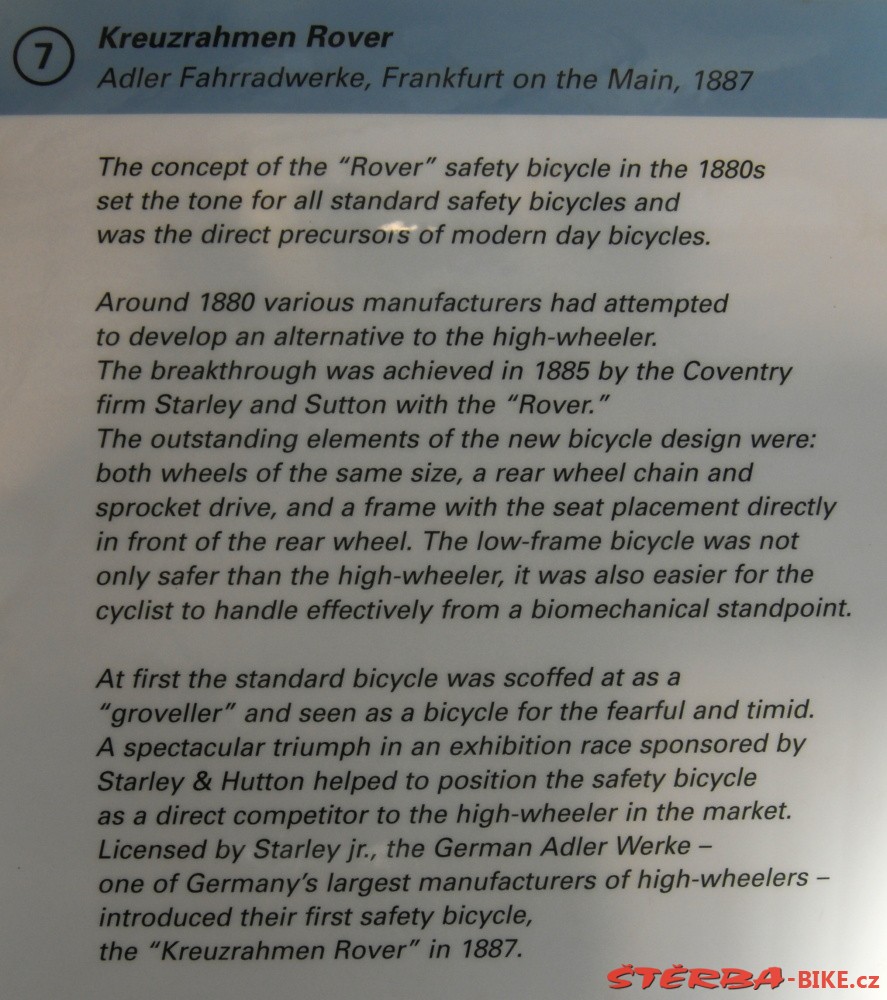 7
Kreuzrahmen Rover
Adler Fahrradwerke, Frankfurt on the Main, 1887
The concept of the “Rover” safety bicycle in the 1880s
set the tone for all standard safety bicycles and
was the direct precursors of modern day bicycles.
Around 1880 various manufacturers had attempted
to develop an alternative to the high-wheeler.
The breakthrough was achieved in 1885 by the Coventry
firm Starley and Sutton with the “Rover.”
The outstanding elements of the new bicycle design were:
both wheels of the same size, a rear wheel chain and
sprocket drive, and a frame with the seat placement directly
in front of the rear wheel. The low-frame bicycle was not
only safer than the high-wheeler, it was also easier for the
cyclist to handle effectively from a biomechanical standpoint.
At first the standard bicycle was scoffed at as a
“groveller” and seen as a bicycle for the fearful and timid.
A spectacular triumph in an exhibition race sponsored by
Starley & Hutton helped to position the safety bicycle
as a direct competitor to the high-wheeler in the market.
Licensed by Starley jr., the German Adler Werke –
one of Germany’s largest manufacturers of high-wheelers –
introduced their first safety bicycle,
the “Kreuzrahmen Rover” in 1887.
ŠTĚRBA-BIKE.cz